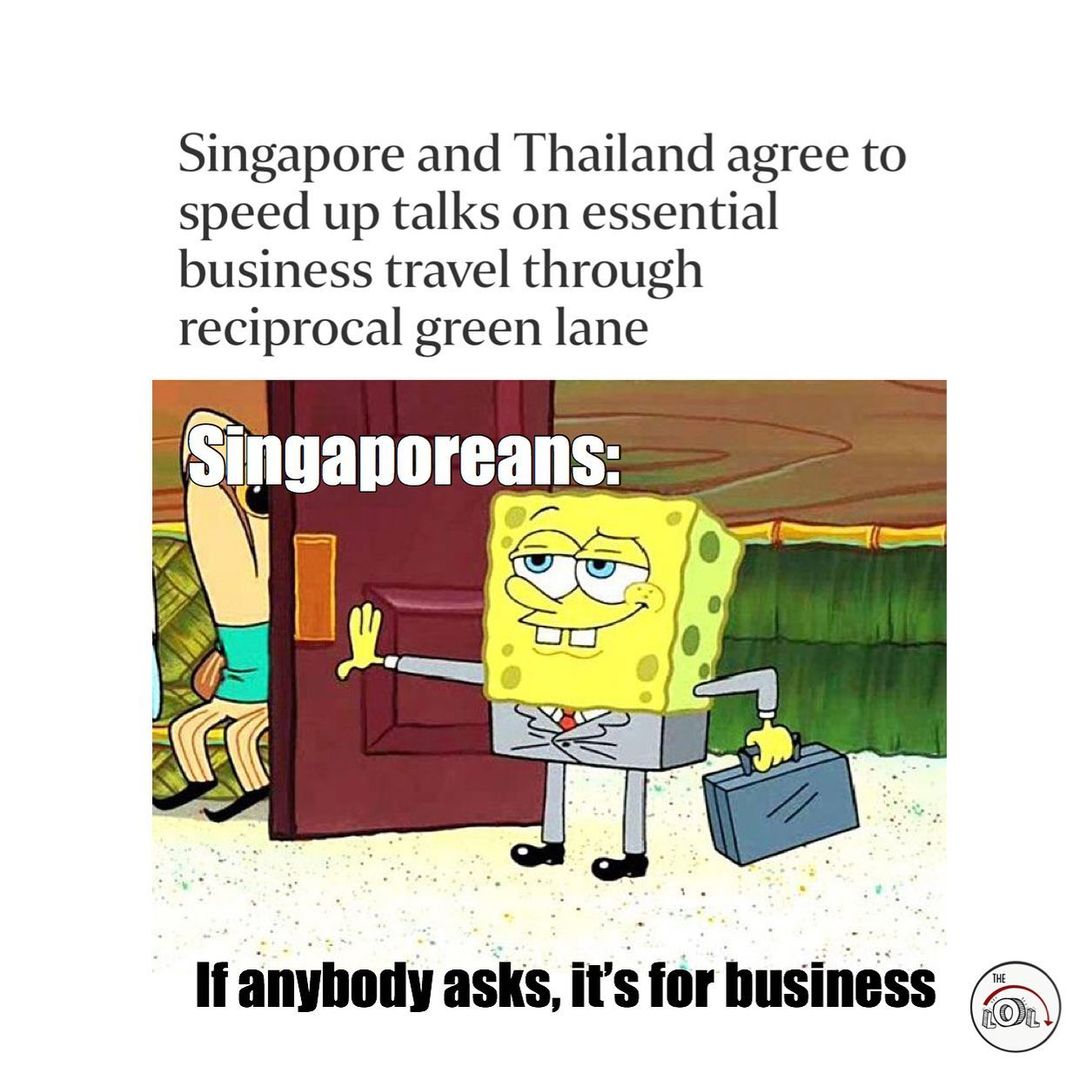 Singapore and Thailand agree to
speed up talks on essential
business travel through
reciprocal green lane
Singaporeans:
If anybody asks, it's for business
THE
LOL